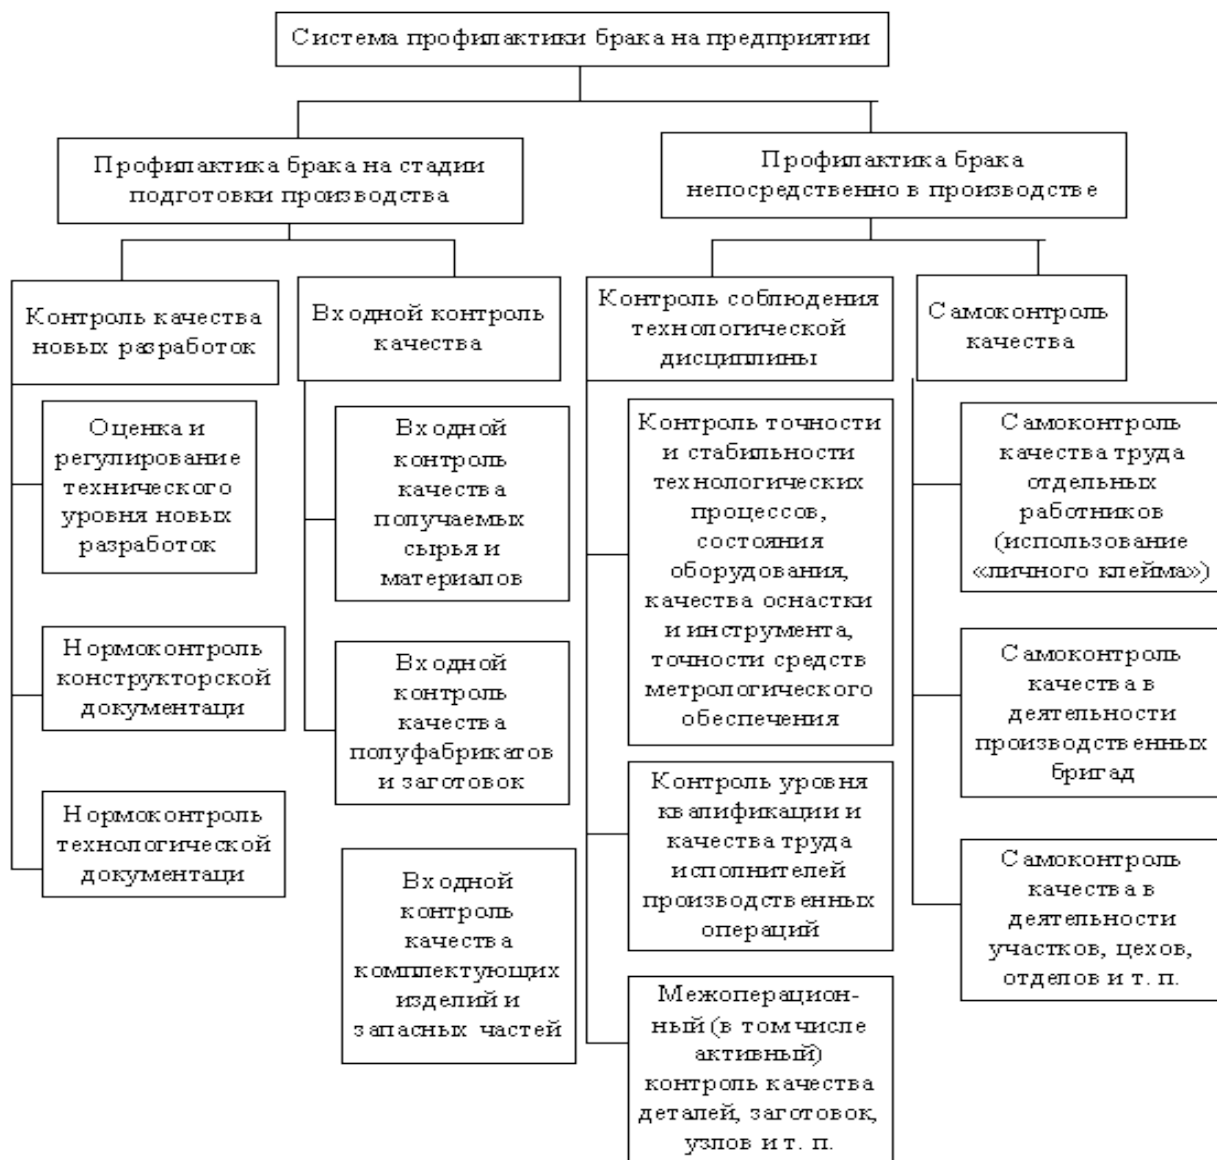 Система профилактики брака на предприятии
Профилактика брака на стадии
подготовки производства
Профилактика брака
непосредственно в производстве
Контроль качества
новых разработок
Входной контроль
качества
Контроль соблюдения
технологической
дисциплины
Самоконтроль
качества
Оценка и
регулирование
технического
уровня новых
разработок
Нормоконтроль
конструкторской
документаци
Нормоконтроль
технологической
документаци
Входной
контроль
качества
получаемых
сырья и
материалов
Входной
контроль
качества
полуфабрикатов
и заготовок
Входной
контроль
качества
комплектующих
изделий и
запасных частей
Контроль точности
и стабильности
технологических
процессов,
состояния
оборудования,
качества оснастки
и инструмента,
точности средств
метрологического
обеспечения
Контроль уровня
квалификации и
качества труда
исполнителей
производственных
операций
Межоперацион-
ный (в том числе
активный)
контроль качества
деталей, заготовок,
узлов и т. п.
Самоконтроль
качества труда
отдельных
работников
(использование
«личного клейма»)
Самоконтроль
качества в
деятельности
производственных
бригад
Самоконтроль
качества в
деятельности
участков, цехов,
отделов и т. п.